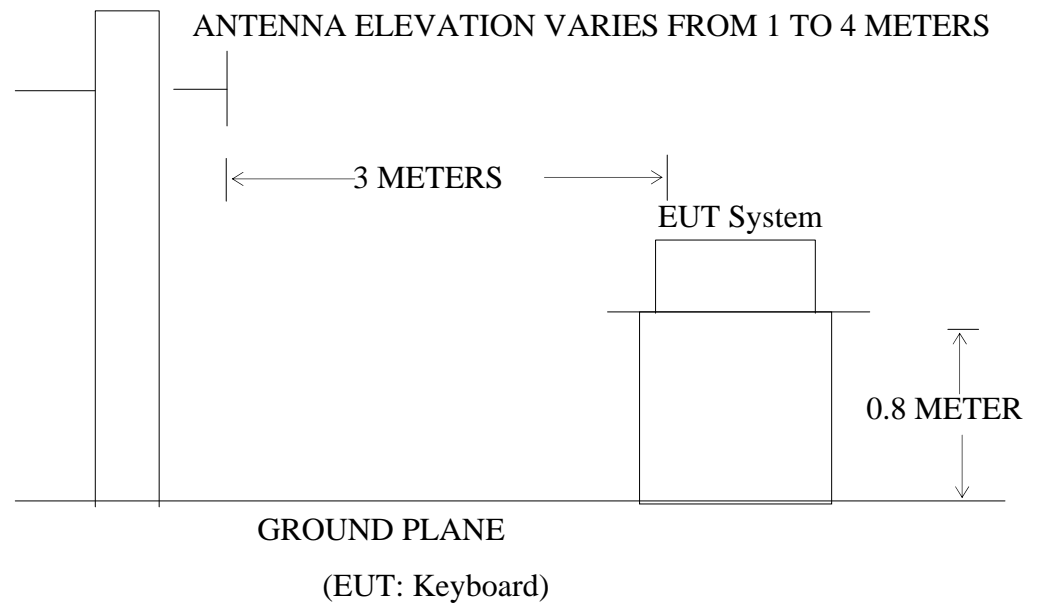 ANTENNA ELEVATION VARIES FROM 1 TO 4 METERS
3 METERS
EUT System
0.8 METER
GROUND PLANE
(EUT: Keyboard)